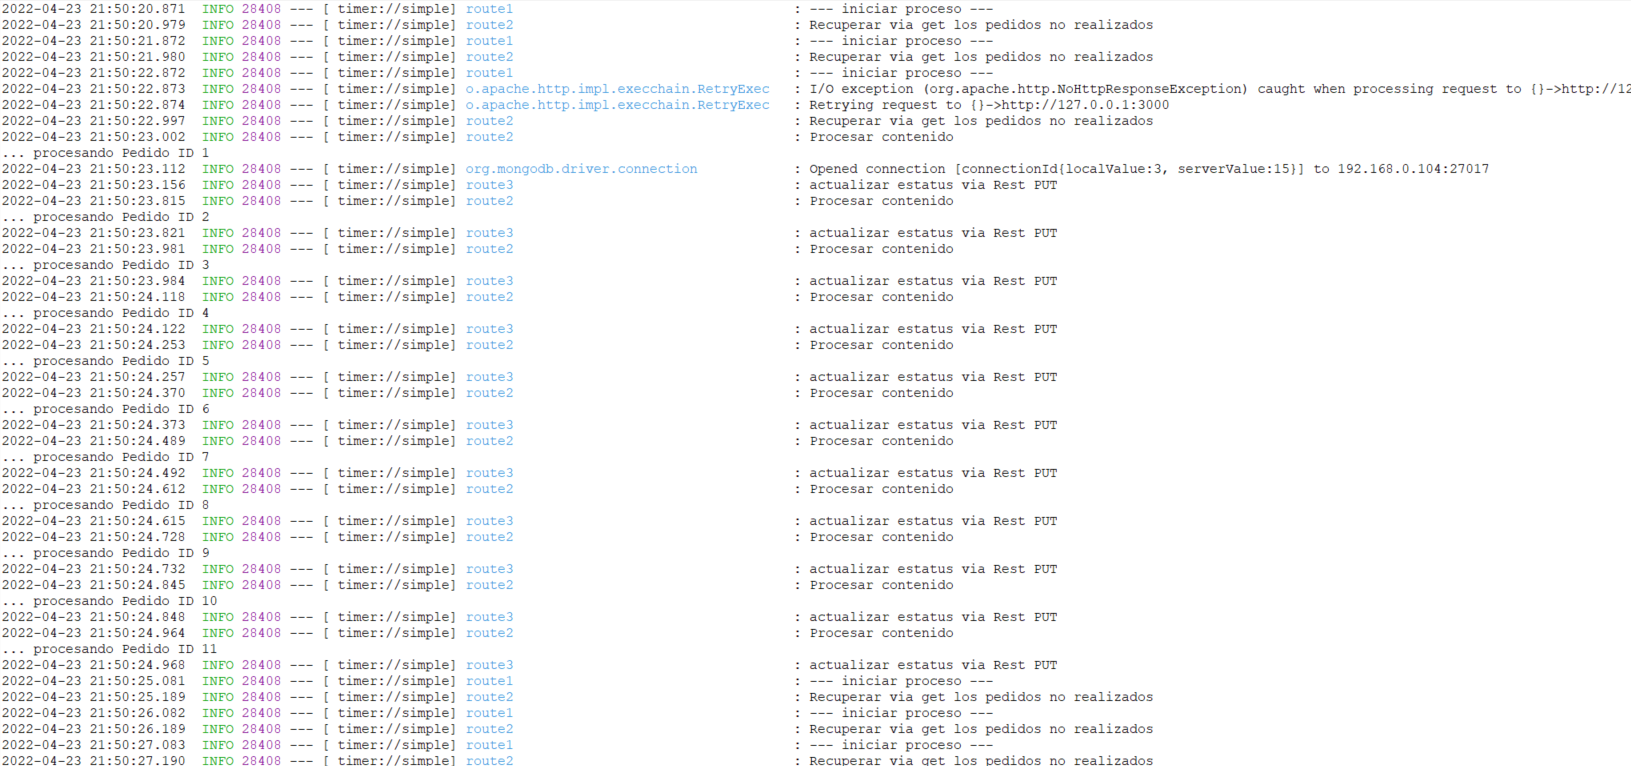 2022-04-23 21:50:20.871  INFO 28408 --- [ timer://simple] route1                                   : --- iniciar proceso ---
2022-04-23 21:50:20.979  INFO 28408 --- [ timer://simple] route2                                   : Recuperar via get los pedidos no realizados
2022-04-23 21:50:21.872  INFO 28408 --- [ timer://simple] route1                                   : --- iniciar proceso ---
2022-04-23 21:50:21.980  INFO 28408 --- [ timer://simple] route2                                   : Recuperar via get los pedidos no realizados
2022-04-23 21:50:22.872  INFO 28408 --- [ timer://simple] route1                                   : --- iniciar proceso ---
2022-04-23 21:50:22.873  INFO 28408 --- [ timer://simple] o.apache.http.impl.execchain.RetryExec   : I/O exception (org.apache.http.NoHttpResponseException) caught when processing request to {}->http://12
2022-04-23 21:50:22.874  INFO 28408 --- [ timer://simple] o.apache.http.impl.execchain.RetryExec   : Retrying request to {}->http://127.0.0.1:3000
2022-04-23 21:50:22.997  INFO 28408 --- [ timer://simple] route2                                   : Recuperar via get los pedidos no realizados
2022-04-23 21:50:23.002  INFO 28408 --- [ timer://simple] route2                                   : Procesar contenido
... procesando Pedido ID 1
2022-04-23 21:50:23.112  INFO 28408 --- [ timer://simple] org.mongodb.driver.connection            : Opened connection [connectionId{localValue:3, serverValue:15}] to 192.168.0.104:27017
2022-04-23 21:50:23.156  INFO 28408 --- [ timer://simple] route3                                   : actualizar estatus via Rest PUT
2022-04-23 21:50:23.815  INFO 28408 --- [ timer://simple] route2                                   : Procesar contenido
... procesando Pedido ID 2
2022-04-23 21:50:23.821  INFO 28408 --- [ timer://simple] route3                                   : actualizar estatus via Rest PUT
2022-04-23 21:50:23.981  INFO 28408 --- [ timer://simple] route2                                   : Procesar contenido
... procesando Pedido ID 3
2022-04-23 21:50:23.984  INFO 28408 --- [ timer://simple] route3                                   : actualizar estatus via Rest PUT
2022-04-23 21:50:24.118  INFO 28408 --- [ timer://simple] route2                                   : Procesar contenido
... procesando Pedido ID 4
2022-04-23 21:50:24.122  INFO 28408 --- [ timer://simple] route3                                   : actualizar estatus via Rest PUT
2022-04-23 21:50:24.253  INFO 28408 --- [ timer://simple] route2                                   : Procesar contenido
... procesando Pedido ID 5
2022-04-23 21:50:24.257  INFO 28408 --- [ timer://simple] route3                                   : actualizar estatus via Rest PUT
2022-04-23 21:50:24.370  INFO 28408 --- [ timer://simple] route2                                   : Procesar contenido
... procesando Pedido ID 6
2022-04-23 21:50:24.373  INFO 28408 --- [ timer://simple] route3                                   : actualizar estatus via Rest PUT
2022-04-23 21:50:24.489  INFO 28408 --- [ timer://simple] route2                                   : Procesar contenido
... procesando Pedido ID 7
2022-04-23 21:50:24.492  INFO 28408 --- [ timer://simple] route3                                   : actualizar estatus via Rest PUT
2022-04-23 21:50:24.612  INFO 28408 --- [ timer://simple] route2                                   : Procesar contenido
... procesando Pedido ID 8
2022-04-23 21:50:24.615  INFO 28408 --- [ timer://simple] route3                                   : actualizar estatus via Rest PUT
2022-04-23 21:50:24.728  INFO 28408 --- [ timer://simple] route2                                   : Procesar contenido
... procesando Pedido ID 9
2022-04-23 21:50:24.732  INFO 28408 --- [ timer://simple] route3                                   : actualizar estatus via Rest PUT
2022-04-23 21:50:24.845  INFO 28408 --- [ timer://simple] route2                                   : Procesar contenido
... procesando Pedido ID 10
2022-04-23 21:50:24.848  INFO 28408 --- [ timer://simple] route3                                   : actualizar estatus via Rest PUT
2022-04-23 21:50:24.964  INFO 28408 --- [ timer://simple] route2                                   : Procesar contenido
... procesando Pedido ID 11
2022-04-23 21:50:24.968  INFO 28408 --- [ timer://simple] route3                                   : actualizar estatus via Rest PUT
2022-04-23 21:50:25.081  INFO 28408 --- [ timer://simple] route1                                   : --- iniciar proceso ---
2022-04-23 21:50:25.189  INFO 28408 --- [ timer://simple] route2                                   : Recuperar via get los pedidos no realizados
2022-04-23 21:50:26.082  INFO 28408 --- [ timer://simple] route1                                   : --- iniciar proceso ---
2022-04-23 21:50:26.189  INFO 28408 --- [ timer://simple] route2                                   : Recuperar via get los pedidos no realizados
2022-04-23 21:50:27.083  INFO 28408 --- [ timer://simple] route1                                   : --- iniciar proceso ---
2022-04-23 21:50:27.190  INFO 28408 --- [ timer://simple] route2                                   : Recuperar via get los pedidos no realizados